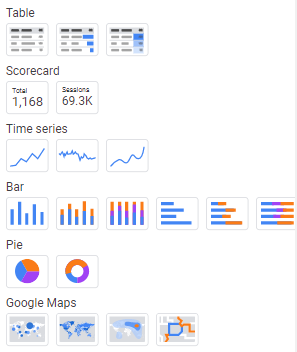 Table
Scorecard
Total
1,168
Sessions
69.3K
Time series
Bar
Pie
Google Maps